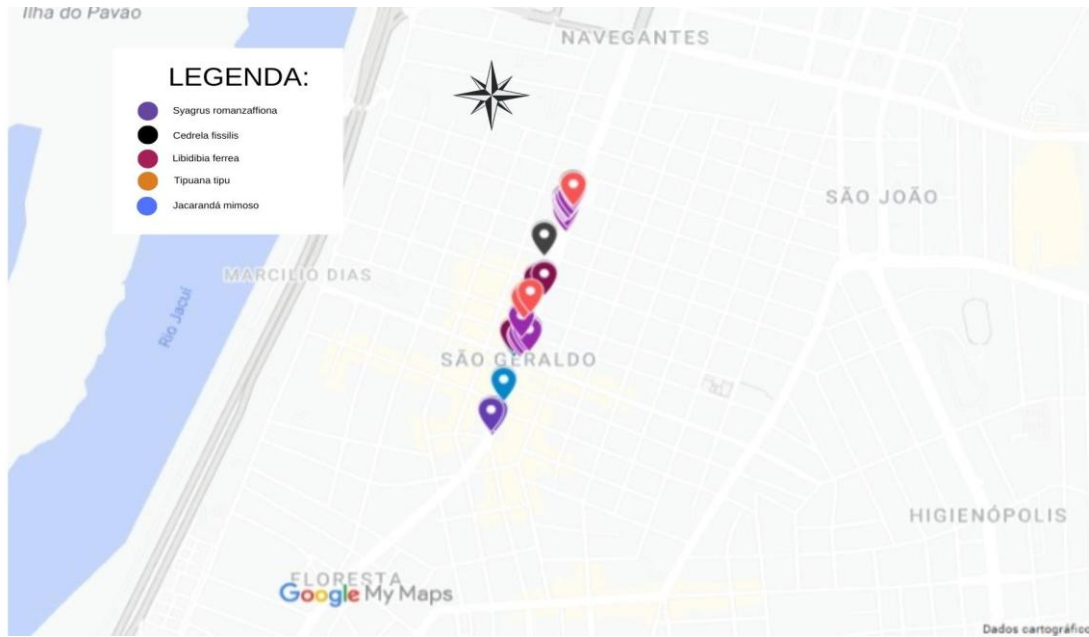 Ilha do Pavão
NAVEGANTES
LEGENDA:
Syagrus romanzaffiona
Cedrela fissilis
Libidibia ferrea
Tipuana tipu
Jacarandá mimoso
SÃO JOÃO
MARCILIO DIAS
Rio Jacuí
SÃO GERALDO
HIGIENÓPOLIS
FLORESTA
Google My Maps
Dados cartográfico